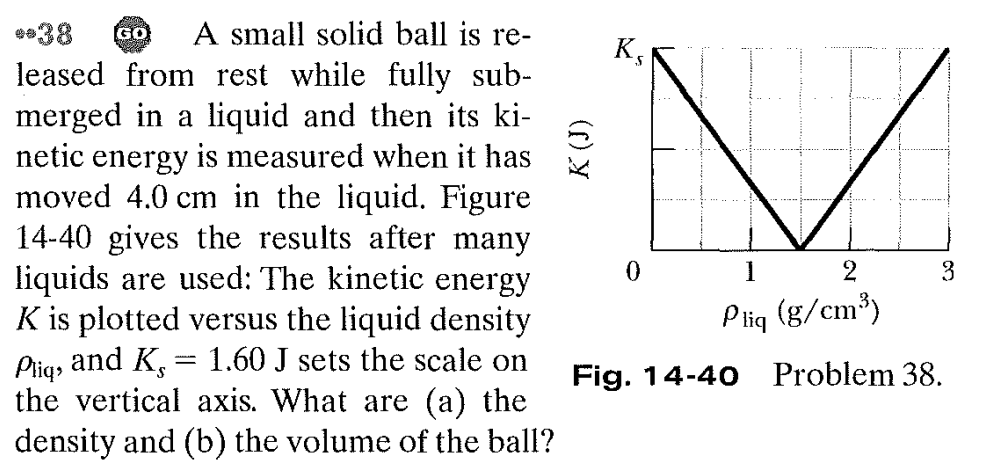 ••38 GO A small solid ball is re-
leased from rest while fully sub-
merged in a liquid and then its ki-
netic energy is measured when it has
moved 4.0 cm in the liquid. Figure
14-40 gives the results after many
liquids are used: The kinetic energy
K is plotted versus the liquid density
ρliq, and Ks = 1.60 J sets the scale on
the vertical axis. What are (a) the
density and (b) the volume of the ball?
Ks
K (J)
0 1 2 3
ρliq (g/cm³)
Fig. 14-40 Problem 38.